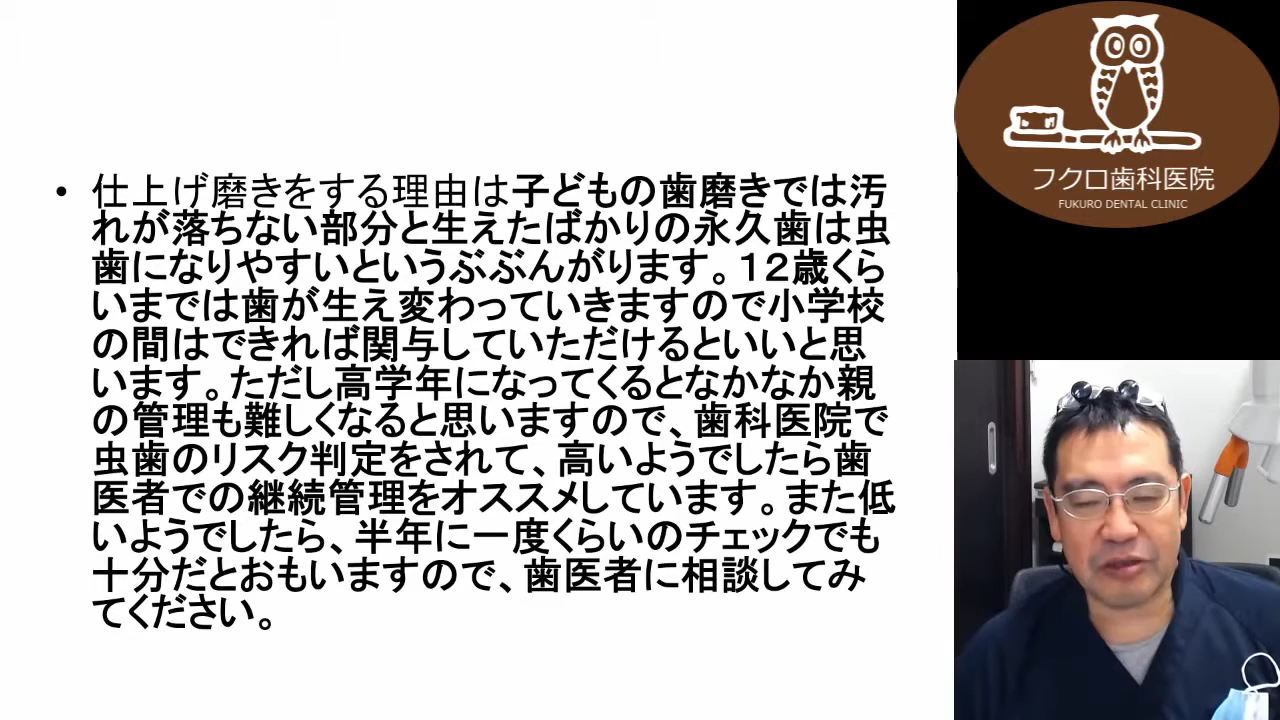 • 仕上げ磨きをする理由は子どもの歯磨きでは汚
れが落ちない部分と生えたばかりの永久歯は虫
歯になりやすいというぶぶんがります。１２歳くら
いまでは歯が生え変わっていきますので小学校
の間はできれば関与していただけるといいと思
います。ただし高学年になってくるとなかなか親
の管理も難しくなると思いますので、歯科医院で
虫歯のリスク判定をされて、高いようでしたら歯
医者での継続管理をオススメしています。また低
いようでしたら、半年に一度くらいのチェックでも
十分だとおもいますので、歯医者に相談してみ
てください。
フクロ歯科医院
FUKURO DENTAL CLINIC